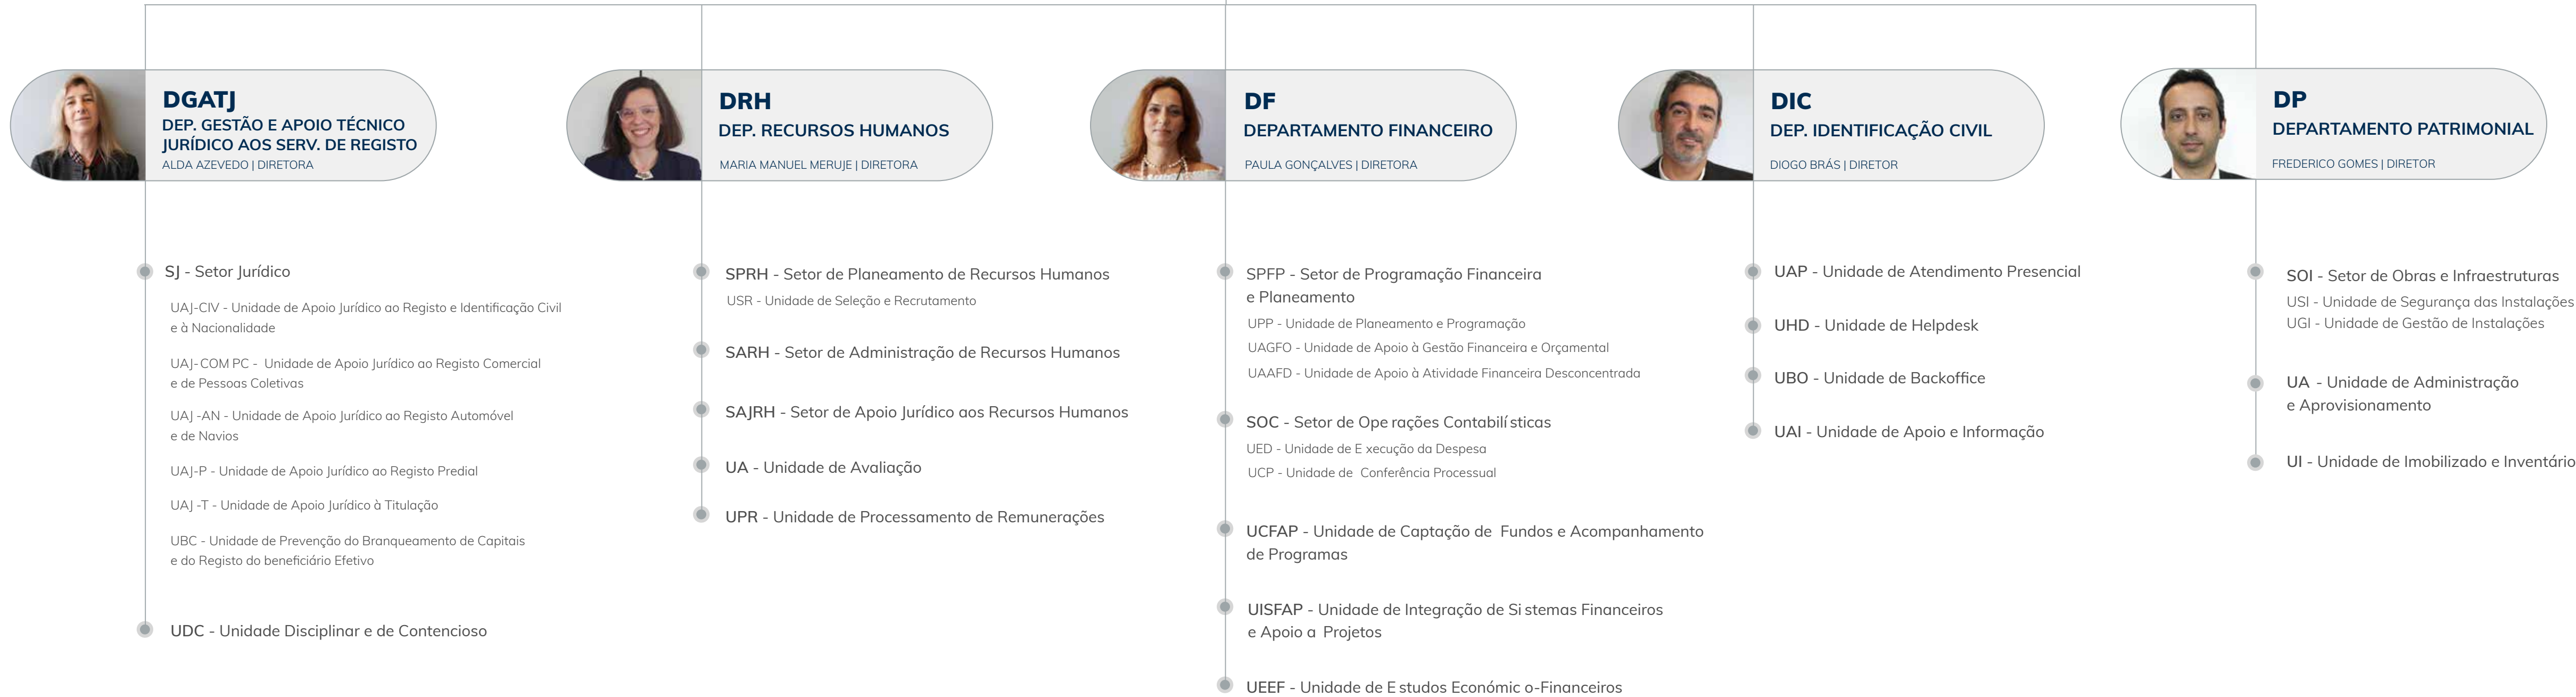 DGATJ
DEP. GESTÃO E APOIO TÉCNICO
JURÍDICO AOS SERV. DE REGISTO
ALDA AZEVEDO | DIRETORA
SJ - Setor Jurídico
UAJ-CIV - Unidade de Apoio Jurídico ao Registo e Identificação Civil
e à Nacionalidade
UAJ-COM PC - Unidade de Apoio Jurídico ao Registo Comercial
e de Pessoas Coletivas
UAJ -AN - Unidade de Apoio Jurídico ao Registo Automóvel
e de Navios
UAJ-P - Unidade de Apoio Jurídico ao Registo Predial
UAJ -T - Unidade de Apoio Jurídico à Titulação
UBC - Unidade de Prevenção do Branqueamento de Capitais
e do Registo do beneficiário Efetivo
UDC - Unidade Disciplinar e de Contencioso
DRH
DEP. RECURSOS HUMANOS
MARIA MANUEL MERUJE | DIRETORA
SPRH - Setor de Planeamento de Recursos Humanos
USR - Unidade de Seleção e Recrutamento
SARH - Setor de Administração de Recursos Humanos
SAJRH - Setor de Apoio Jurídico aos Recursos Humanos
UA - Unidade de Avaliação
UPR - Unidade de Processamento de Remunerações
DF
DEPARTAMENTO FINANCEIRO
PAULA GONÇALVES | DIRETORA
SPFP - Setor de Programação Financeira
e Planeamento
UPP - Unidade de Planeamento e Programação
UAGFO - Unidade de Apoio à Gestão Financeira e Orçamental
UAAFD - Unidade de Apoio à Atividade Financeira Desconcentrada
SOC - Setor de Ope rações Contabilí sticas
UED - Unidade de E xecução da Despesa
UCP - Unidade de Conferência Processual
UCFAP - Unidade de Captação de Fundos e Acompanhamento
de Programas
UISFAP - Unidade de Integração de Si stemas Financeiros
e Apoio a Projetos
UEEF - Unidade de E studos Económic o-Financeiros
DIC
DEP. IDENTIFICAÇÃO CIVIL
DIOGO BRÁS | DIRETOR
UAP - Unidade de Atendimento Presencial
UHD - Unidade de Helpdesk
UBO - Unidade de Backoffice
UAI - Unidade de Apoio e Informação
DP
DEPARTAMENTO PATRIMONIAL
FREDERICO GOMES | DIRETOR
SOI - Setor de Obras e Infraestruturas
USI - Unidade de Segurança das Instalações
UGI - Unidade de Gestão de Instalações
UA - Unidade de Administração
e Aprovisionamento
UI - Unidade de Imobilizado e Inventário